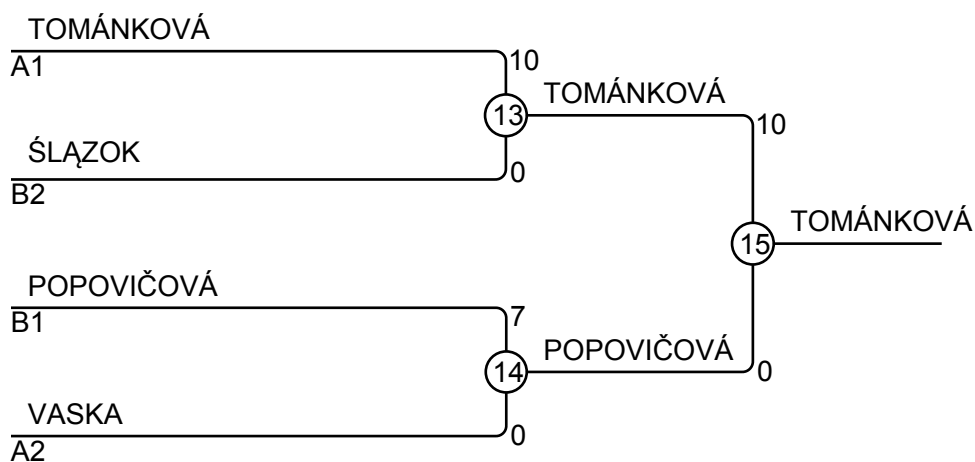 TOMÁNKOVÁ
A1
10
13
TOMÁNKOVÁ
10
ŚLĄZOK
B2
0
15
TOMÁNKOVÁ
POPOVIČOVÁ
B1
7
14
POPOVIČOVÁ
0
VASKA
A2
0